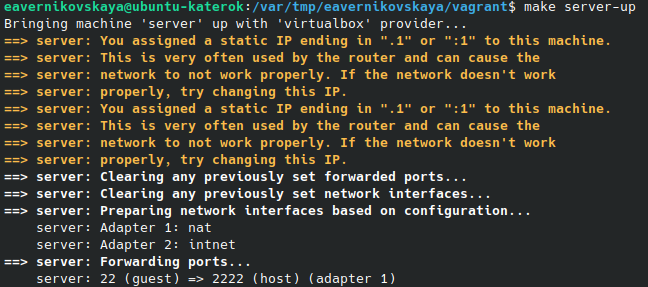 eavernikovskaya@ubuntu-katerok:/var/tmp/eavernikovskaya/vagrant$ make server-up
Bringing machine 'server' up with 'virtualbox' provider...
==> server: You assigned a static IP ending in ".1" or ":1" to this machine.
==> server: This is very often used by the router and can cause the
==> server: network to not work properly. If the network doesn't work
==> server: properly, try changing this IP.
==> server: You assigned a static IP ending in ".1" or ":1" to this machine.
==> server: This is very often used by the router and can cause the
==> server: network to not work properly. If the network doesn't work
==> server: properly, try changing this IP.
==> server: Clearing any previously set forwarded ports...
==> server: Clearing any previously set network interfaces...
==> server: Preparing network interfaces based on configuration...
    server: Adapter 1: nat
    server: Adapter 2: intnet
==> server: Forwarding ports...
    server: 22 (guest) => 2222 (host) (adapter 1)